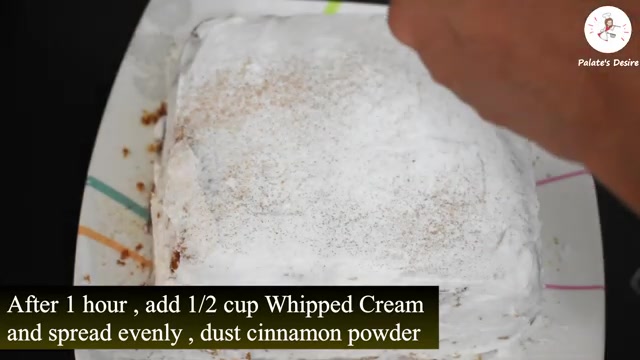 Palate's Desire
After 1 hour , add 1/2 cup Whipped Cream
and spread evenly , dust cinnamon powder